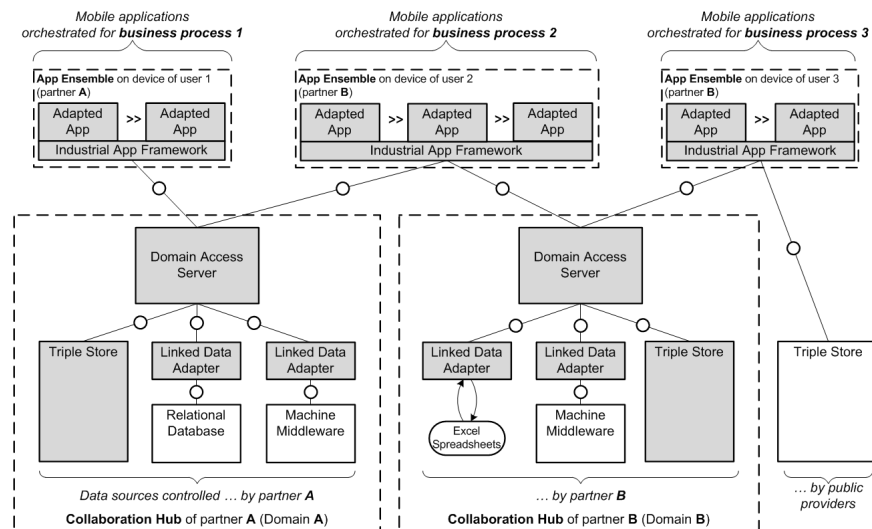 Mobile applications
orchestrated for business process 1
Mobile applications
orchestrated for business process 2
Mobile applications
orchestrated for business process 3
App Ensemble on device of user 1
(partner A)
Adapted
App
>>
Adapted
App
Industrial App Framework
App Ensemble on device of user 2
(partner B)
Adapted
App
>>
Adapted
App
>>
Adapted
App
Industrial App Framework
App Ensemble on device of user 3
(partner B)
Adapted
App
>>
Adapted
App
Industrial App Framework
Domain Access
Server
Triple Store
Linked Data
Adapter
Linked Data
Adapter
Relational
Database
Machine
Middleware
Data sources controlled ... by partner A
Collaboration Hub of partner A (Domain A)
Domain Access
Server
Linked Data
Adapter
Linked Data
Adapter
Triple Store
Excel
Spreadsheets
Machine
Middleware
... by partner B
Collaboration Hub of partner B (Domain B)
Triple Store
... by public
providers